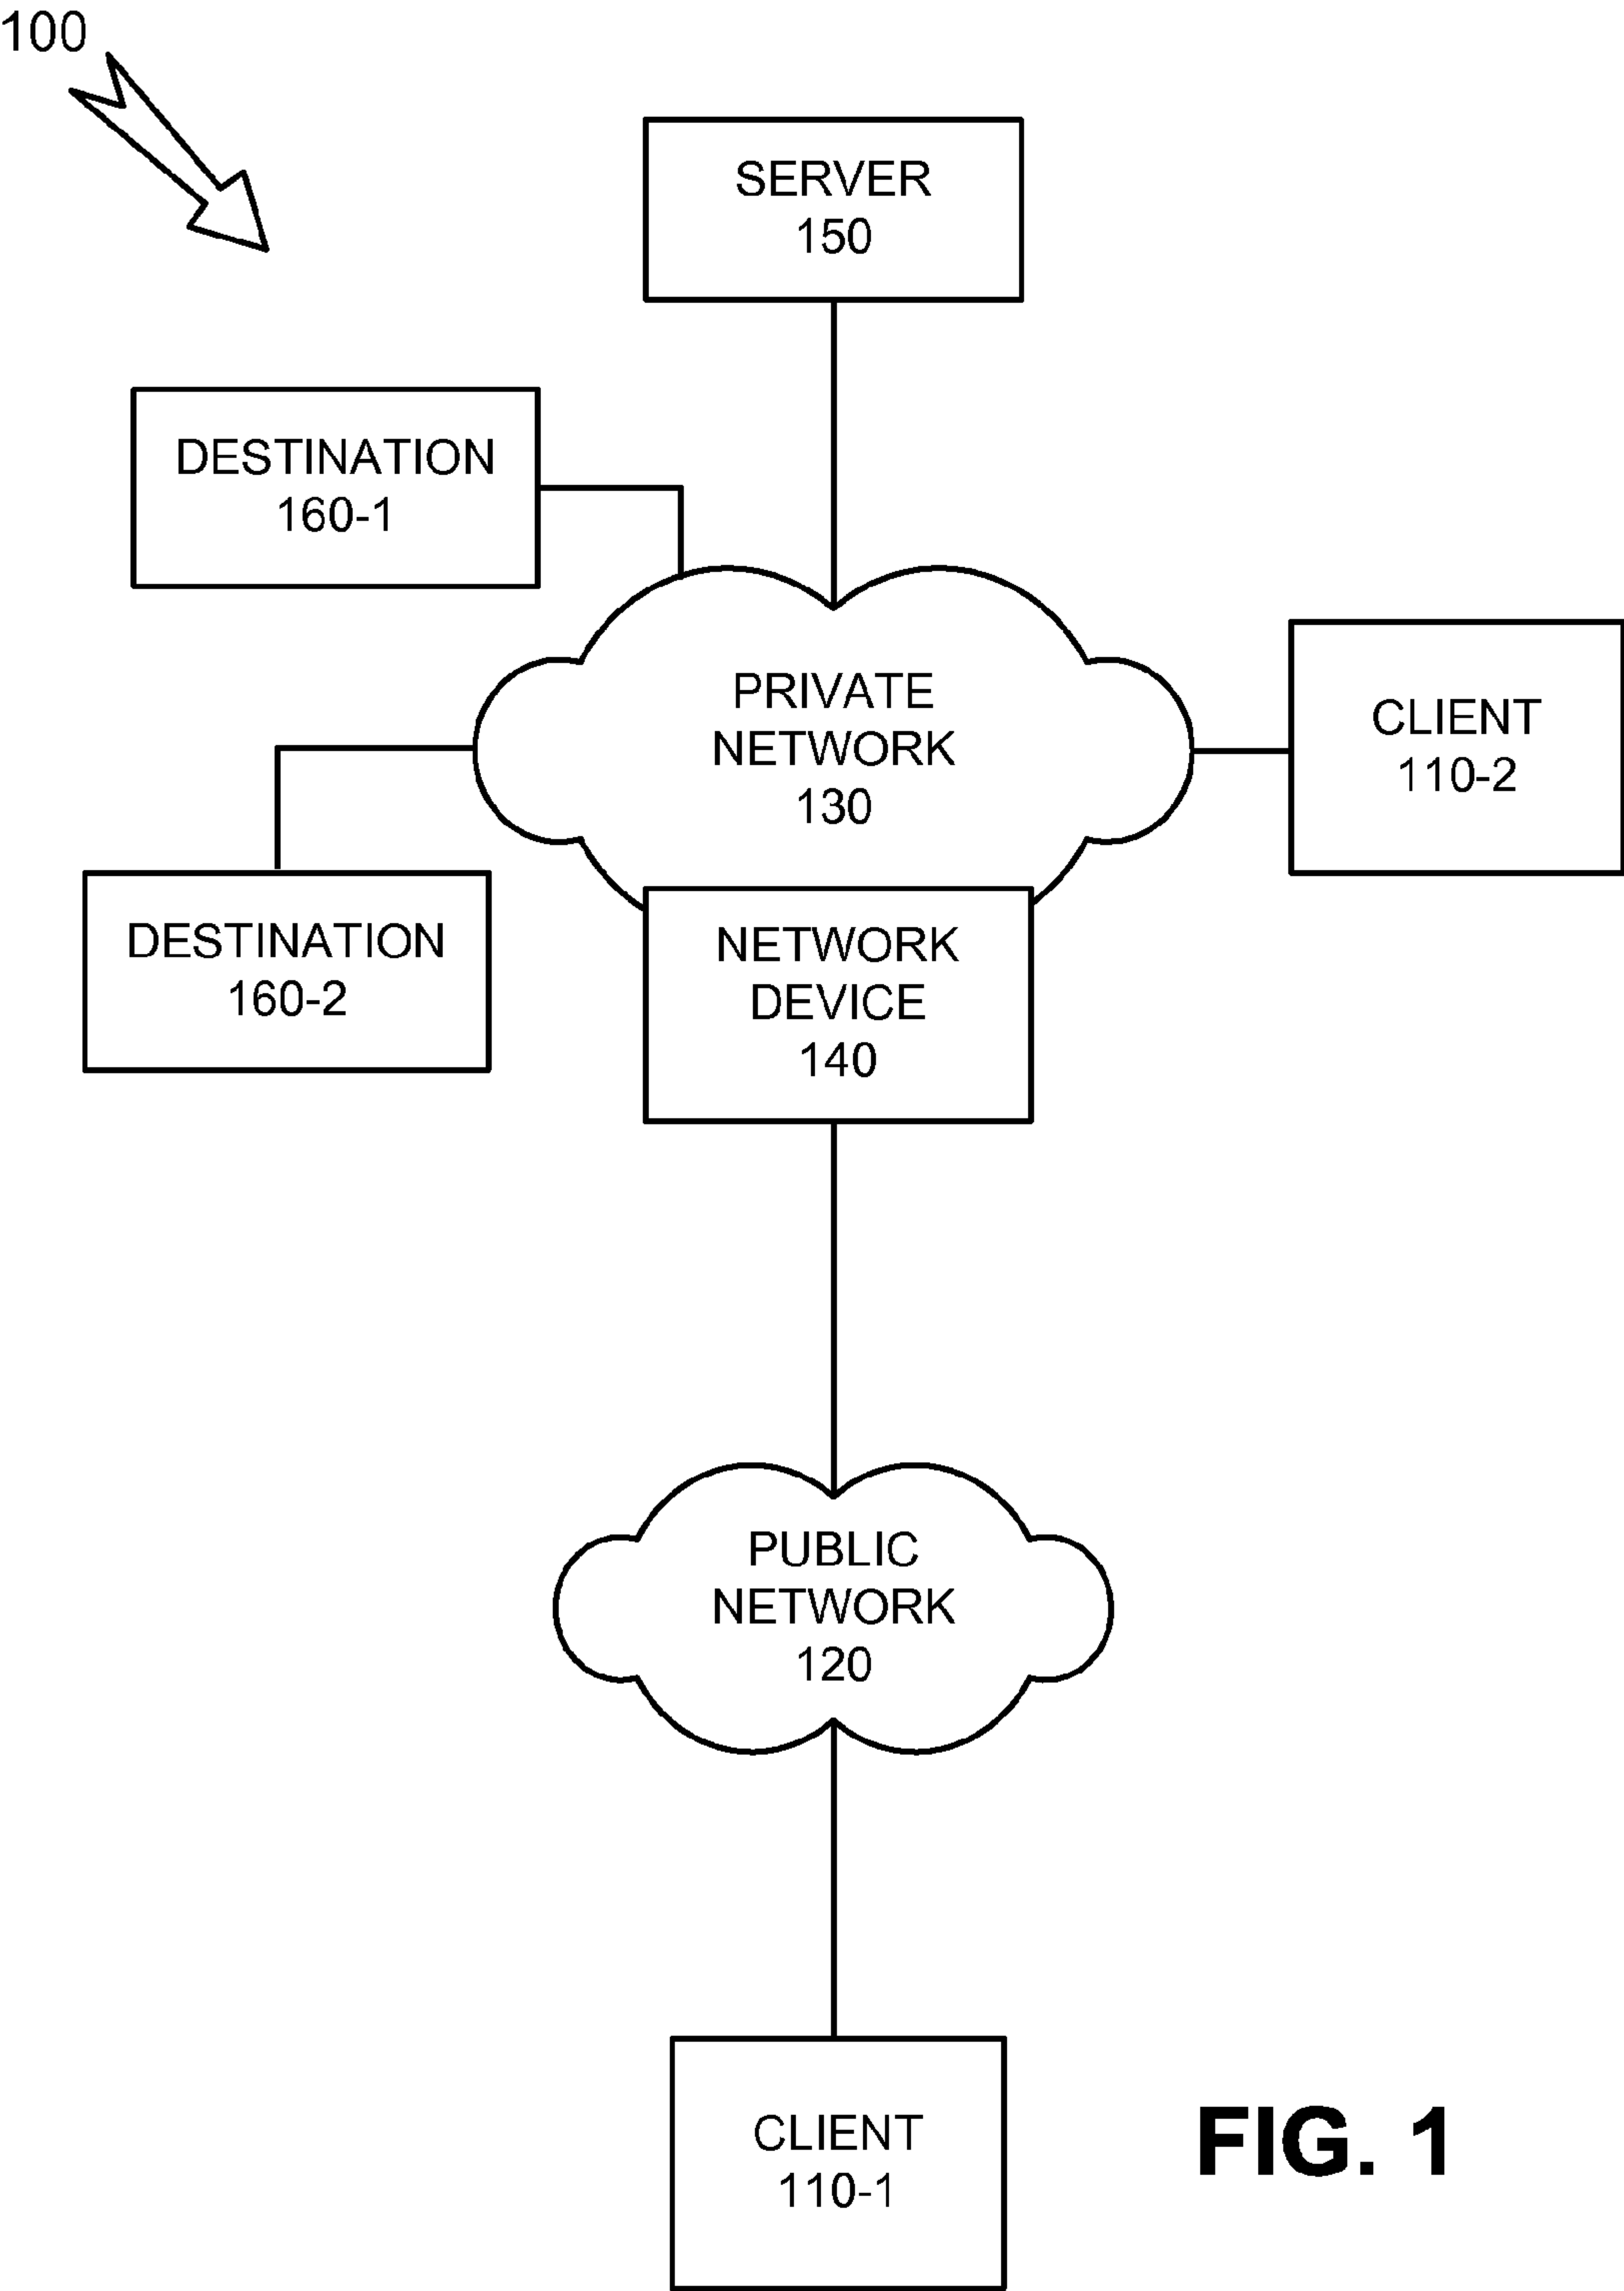 100
SERVER
150
DESTINATION
160-1
PRIVATE
NETWORK
130
CLIENT
110-2
DESTINATION
160-2
NETWORK
DEVICE
140
PUBLIC
NETWORK
120
CLIENT
110-1
FIG. 1